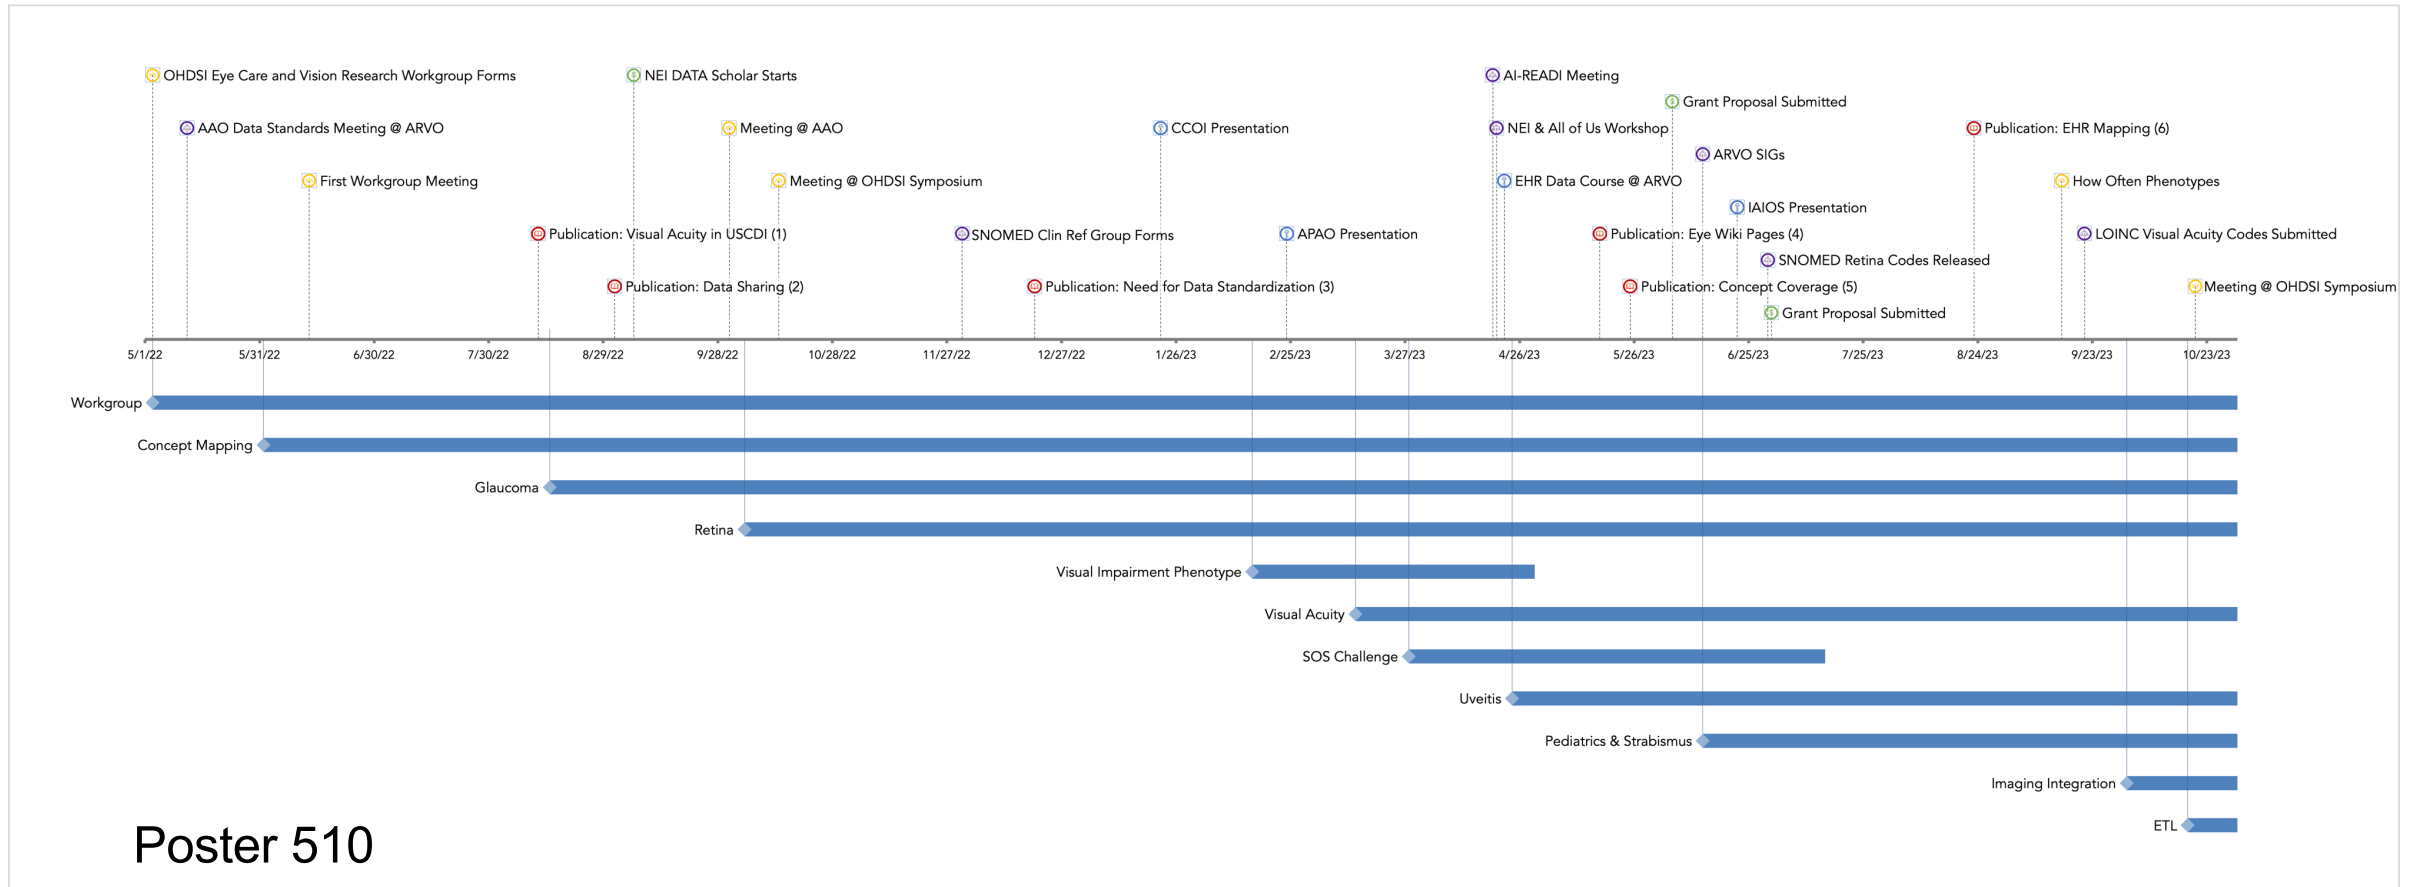 OHDSI Eye Care and Vision Research Workgroup Forms
NEI DATA Scholar Starts
AI-READI Meeting
Grant Proposal Submitted
AAO Data Standards Meeting @ ARVO
Meeting @ AAO
CCOI Presentation
NEI & All of Us Workshop
Publication: EHR Mapping (6)
ARVO SIGs
First Workgroup Meeting
Meeting @ OHDSI Symposium
EHR Data Course @ ARVO
How Often Phenotypes
IAIOS Presentation
Publication: Visual Acuity in USCDI (1)
SNOMED Clin Ref Group Forms
APAO Presentation
Publication: Eye Wiki Pages (4)
LOINC Visual Acuity Codes Submitted
SNOMED Retina Codes Released
Publication: Data Sharing (2)
Publication: Need for Data Standardization (3)
Publication: Concept Coverage (5)
Meeting @ OHDSI Symposium
Grant Proposal Submitted
5/1/22 5/31/22 6/30/22 7/30/22 8/29/22 9/28/22 10/28/22 11/27/22 12/27/22 1/26/23 2/25/23 3/27/23 4/26/23 5/26/23 6/25/23 7/25/23 8/24/23 9/23/23 10/23/23
Workgroup
Concept Mapping
Glaucoma
Retina
Visual Impairment Phenotype
Visual Acuity
SOS Challenge
Uveitis
Pediatrics & Strabismus
Imaging Integration
ETL
Poster 510